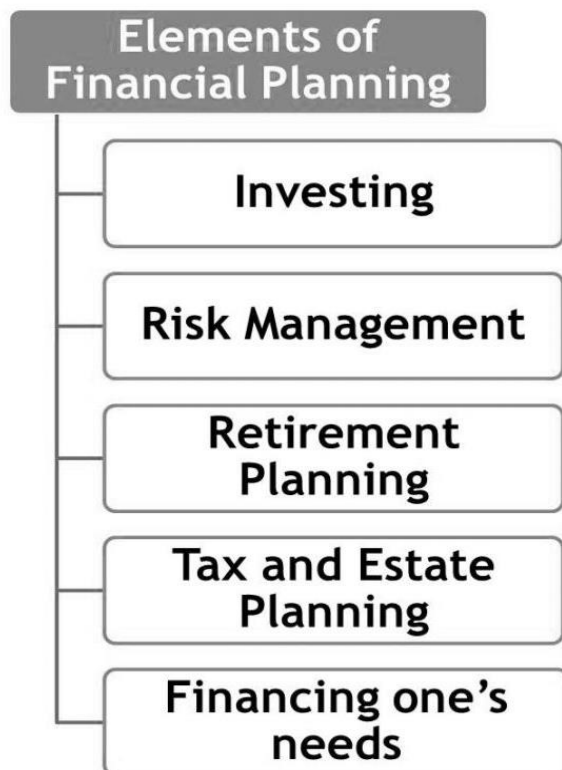 Elements of
Financial Planning
Investing
Risk Management
Retirement
Planning
Tax and Estate
Planning
Financing one’s
needs